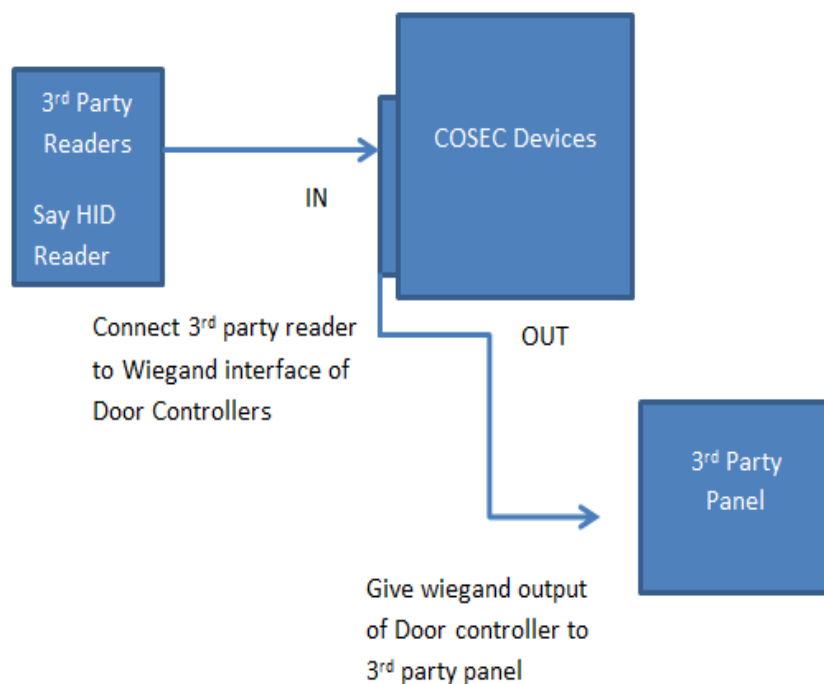 3rd Party
Readers
Say HID
Reader
COSEC Devices
IN
Connect 3rd party reader
to Wiegand interface of
Door Controllers
OUT
3rd Party
Panel
Give wiegand output
of Door controller to
3rd party panel